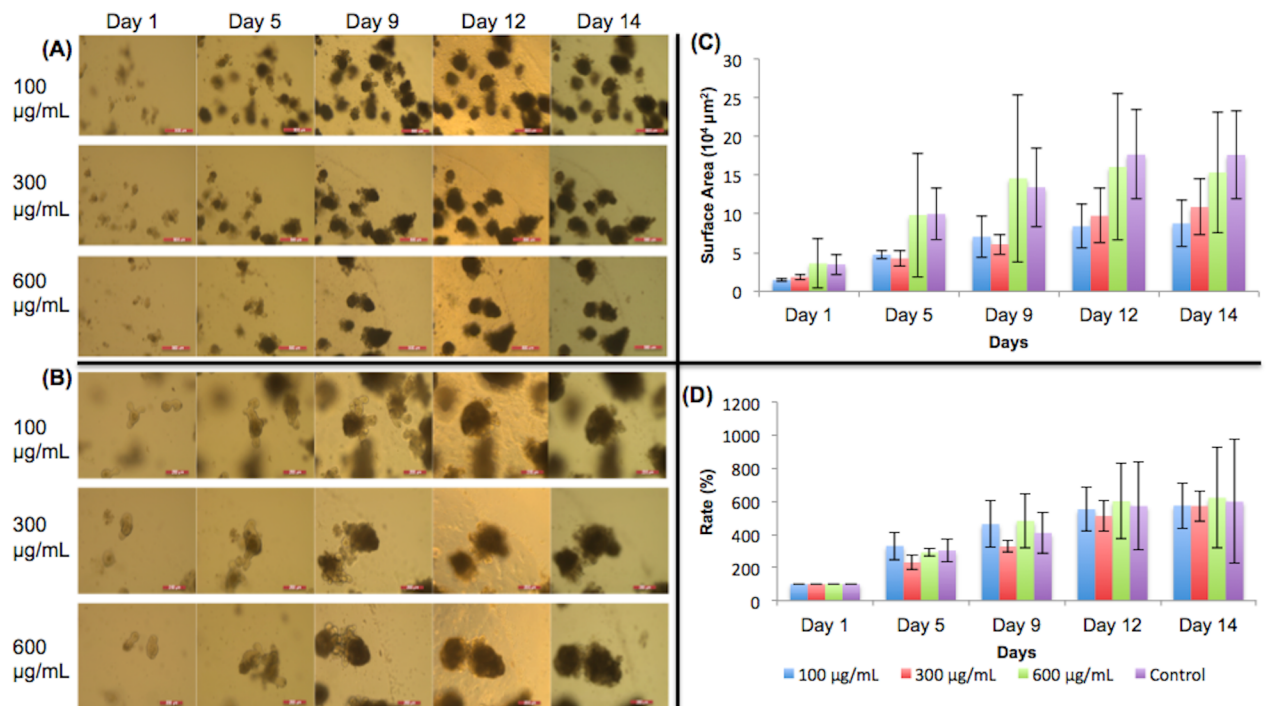 Day 1 Day 5 Day 9 Day 12 Day 14
(A)
100
µg/mL
300
µg/mL
600
µg/mL
(B)
100
µg/mL
300
µg/mL
600
µg/mL
(C)
Surface Area (10⁴ µm²)
30
25
20
15
10
5
0
Day 1 Day 5 Day 9 Day 12 Day 14
Days
(D)
Rate (%)
1200
1000
800
600
400
200
0
Day 1 Day 5 Day 9 Day 12 Day 14
Days
100 µg/mL 300 µg/mL 600 µg/mL Control